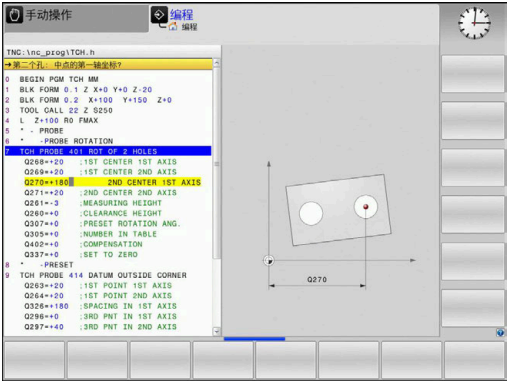 手动操作
编程
编程
TNC:\nc_prog\TCH.h
→第二个孔: 中点的第一轴坐标?
0 BEGIN PGM TCH MM
1 BLK FORM 0.1 Z X+0 Y+0 Z-20
2 BLK FORM 0.2 X+100 Y+150 Z+0
3 TOOL CALL 22 Z S250
4 L Z+100 R0 FMAX
5 * - PROBE
6 * -PROBE ROTATION
7 TCH PROBE 401 ROT OF 2 HOLES
Q268=+20 ;1ST CENTER 1ST AXIS
Q269=+20 ;1ST CENTER 2ND AXIS
Q270=+180 2ND CENTER 1ST AXIS
Q271=+20 ;2ND CENTER 2ND AXIS
Q261=-3 ;MEASURING HEIGHT
Q260=+0 ;CLEARANCE HEIGHT
Q307=+0 ;PRESET ROTATION ANG.
Q305=+0 ;NUMBER IN TABLE
Q402=+0 ;COMPENSATION
Q337=+0 ;SET TO ZERO
8 * -PRESET
9 TCH PROBE 414 DATUM OUTSIDE CORNER
Q263=+20 ;1ST POINT 1ST AXIS
Q264=+20 ;1ST POINT 2ND AXIS
Q326=+180 ;SPACING IN 1ST AXIS
Q296=+0 ;3RD PNT IN 1ST AXIS
Q297=+40 ;3RD PNT IN 2ND AXIS
Q270